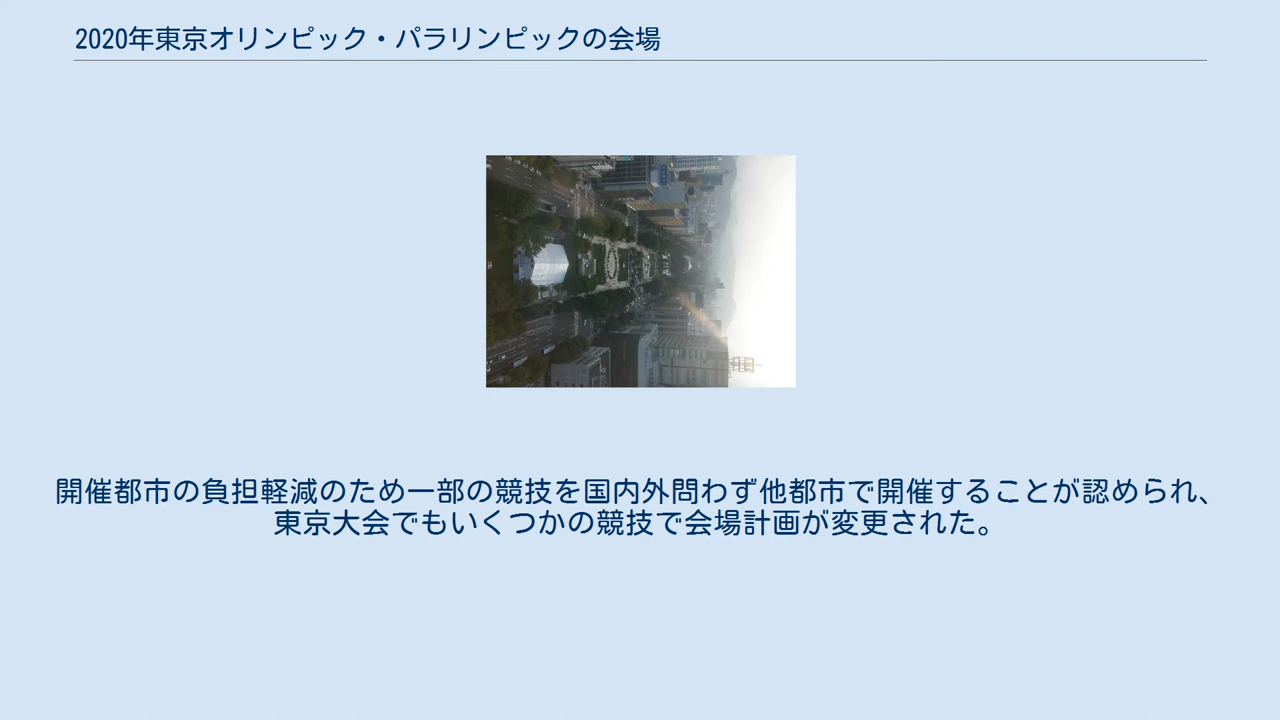 2020年東京オリンピック・パラリンピックの会場
開催都市の負担軽減のため一部の競技を国内外問わず他都市で開催することが認められ、
東京大会でもいくつかの競技で会場計画が変更された。